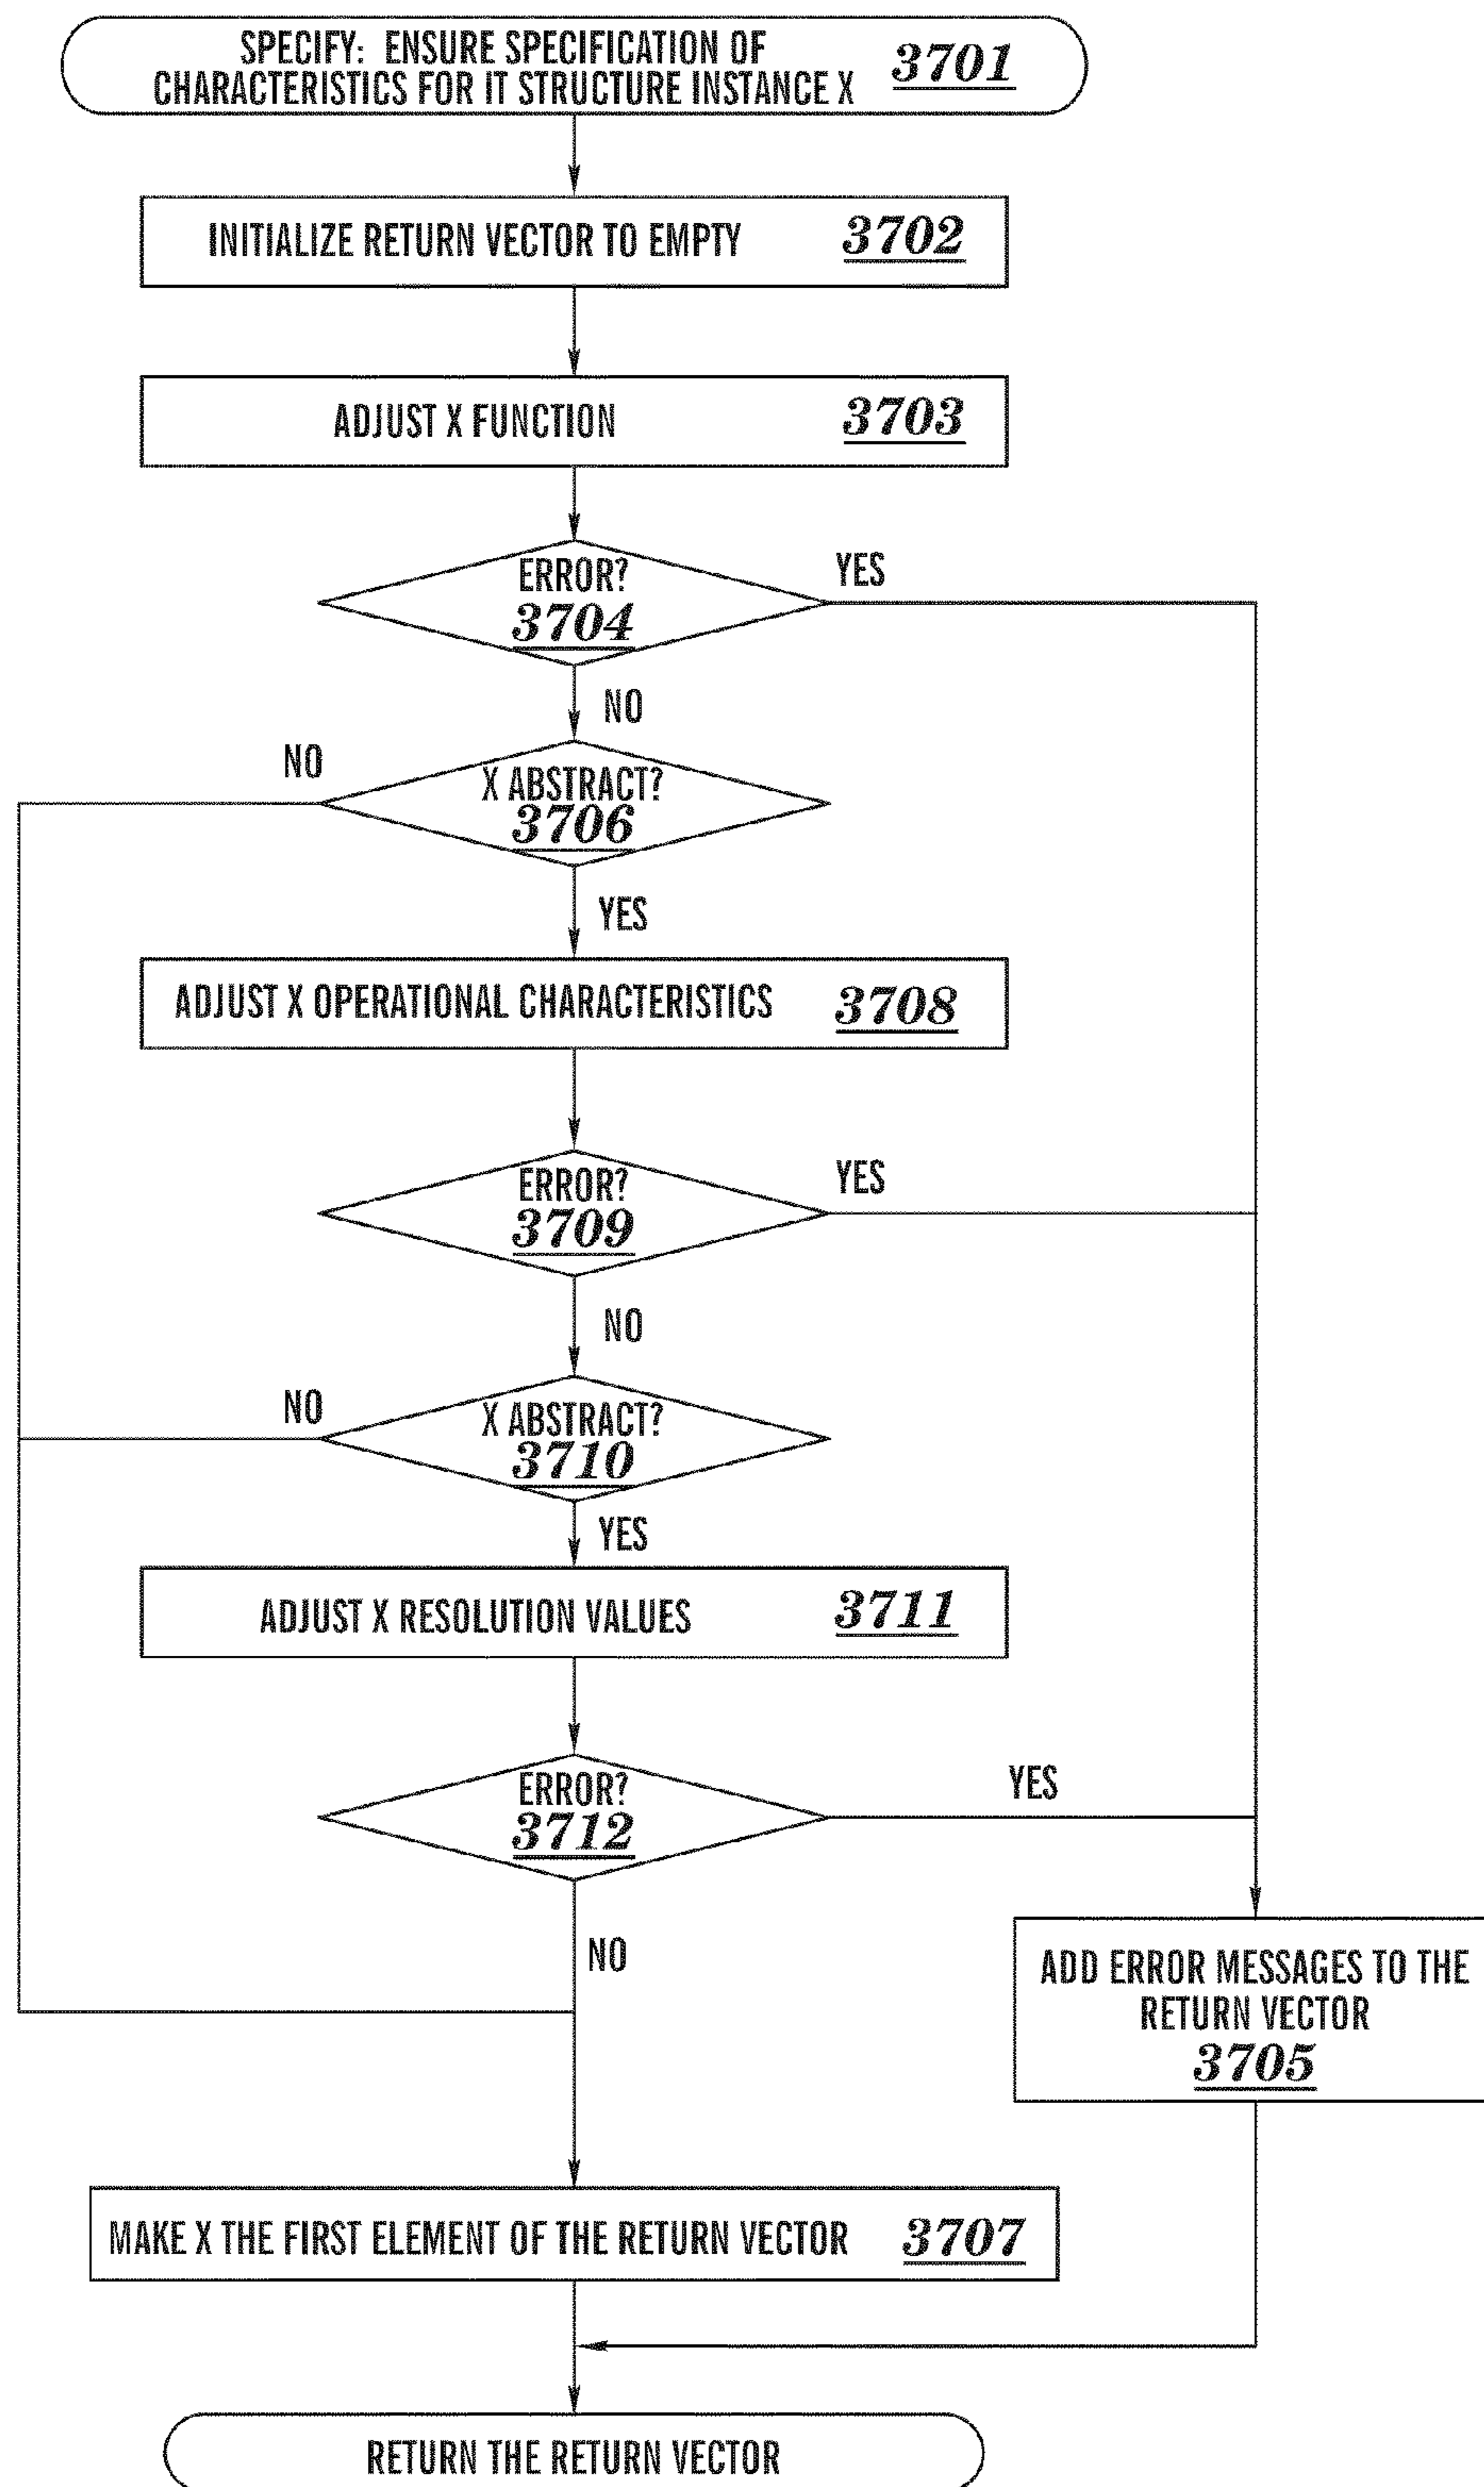 SPECIFY: ENSURE SPECIFICATION OF
CHARACTERISTICS FOR IT STRUCTURE INSTANCE X 3701
INITIALIZE RETURN VECTOR TO EMPTY 3702
ADJUST X FUNCTION 3703
ERROR?
3704
YES
NO
X ABSTRACT?
3706
NO
YES
ADJUST X OPERATIONAL CHARACTERISTICS 3708
ERROR?
3709
YES
NO
X ABSTRACT?
3710
NO
YES
ADJUST X RESOLUTION VALUES 3711
ERROR?
3712
YES
NO
ADD ERROR MESSAGES TO THE
RETURN VECTOR
3705
MAKE X THE FIRST ELEMENT OF THE RETURN VECTOR 3707
RETURN THE RETURN VECTOR